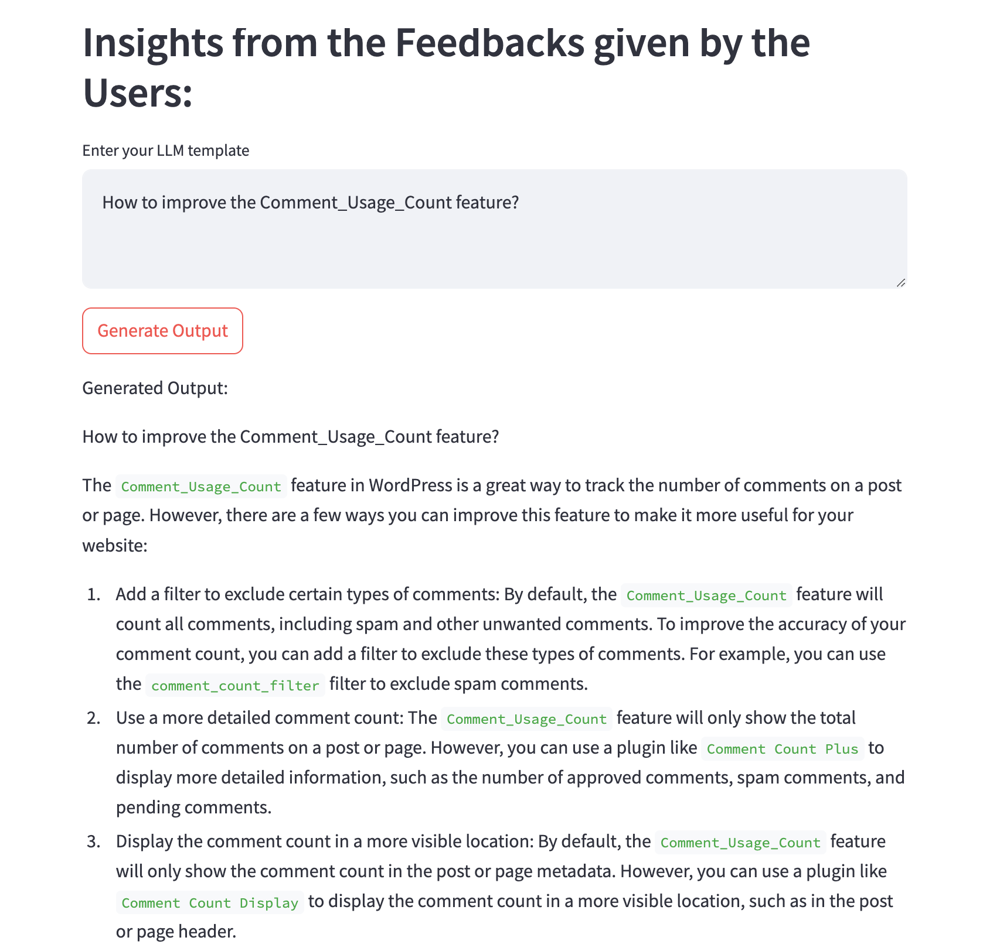 Insights from the Feedbacks given by the
Users:
Enter your LLM template
How to improve the Comment_Usage_Count feature?
Generate Output
Generated Output:
How to improve the Comment_Usage_Count feature?
The Comment_Usage_Count feature in WordPress is a great way to track the number of comments on a post
or page. However, there are a few ways you can improve this feature to make it more useful for your
website:
1. Add a filter to exclude certain types of comments: By default, the Comment_Usage_Count feature will
count all comments, including spam and other unwanted comments. To improve the accuracy of your
comment count, you can add a filter to exclude these types of comments. For example, you can use
the comment_count_filter filter to exclude spam comments.
2. Use a more detailed comment count: The Comment_Usage_Count feature will only show the total
number of comments on a post or page. However, you can use a plugin like Comment Count Plus to
display more detailed information, such as the number of approved comments, spam comments, and
pending comments.
3. Display the comment count in a more visible location: By default, the Comment_Usage_Count feature
will only show the comment count in the post or page metadata. However, you can use a plugin like
Comment Count Display to display the comment count in a more visible location, such as in the post
or page header.